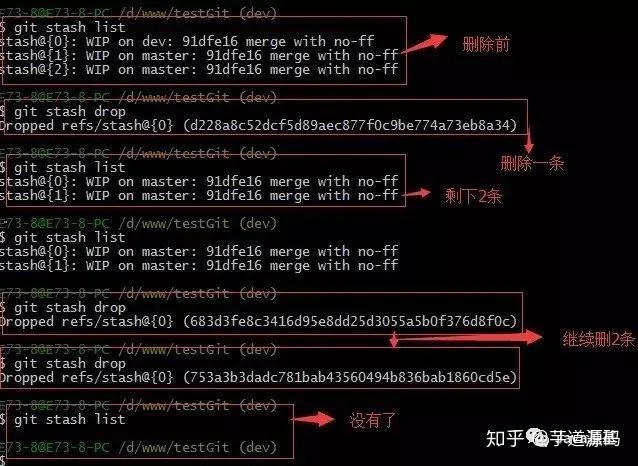 E73-8@E73-8-PC /d/www/testGit (dev)
$ git stash list
stash@{0}: WIP on dev: 91dfe16 merge with no-ff
stash@{1}: WIP on master: 91dfe16 merge with no-ff
stash@{2}: WIP on master: 91dfe16 merge with no-ff
删除前
E73-8@E73-8-PC /d/www/testGit (dev)
$ git stash drop
Dropped refs/stash@{0} (d228a8c52dcf5d89aec877f0c9be774a73eb8a34)
删除一条
E73-8@E73-8-PC /d/www/testGit (dev)
$ git stash list
stash@{0}: WIP on master: 91dfe16 merge with no-ff
stash@{1}: WIP on master: 91dfe16 merge with no-ff
剩下2条
E73-8@E73-8-PC /d/www/testGit (dev)
$ git stash list
stash@{0}: WIP on master: 91dfe16 merge with no-ff
stash@{1}: WIP on master: 91dfe16 merge with no-ff
E73-8@E73-8-PC /d/www/testGit (dev)
$ git stash drop
Dropped refs/stash@{0} (683d3fe8c3416d95e8dd25d3055a5b0f376d8f0c)
继续删2条
E73-8@E73-8-PC /d/www/testGit (dev)
$ git stash drop
Dropped refs/stash@{0} (753a3b3dadc781bab43560494b836bab1860cd5e)
E73-8@E73-8-PC /d/www/testGit (dev)
$ git stash list
没有了
E73-8@E73-8-PC /d/www/testGit (dev)
$
知乎 @芋道源码